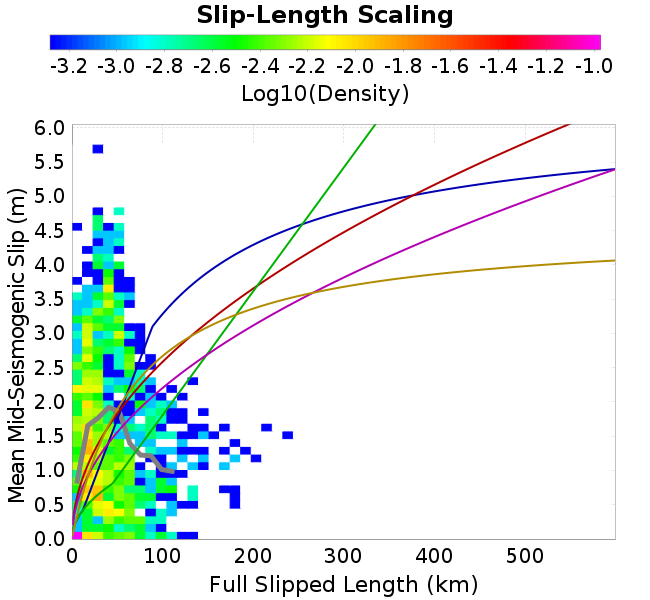 Slip-Length Scaling
-3.2 -3.0 -2.8 -2.6 -2.4 -2.2 -2.0 -1.8 -1.6 -1.4 -1.2 -1.0
Log10(Density)
Mean Mid-Seismogenic Slip (m)
6.0
5.5
5.0
4.5
4.0
3.5
3.0
2.5
2.0
1.5
1.0
0.5
0.0
0 100 200 300 400 500
Full Slipped Length (km)